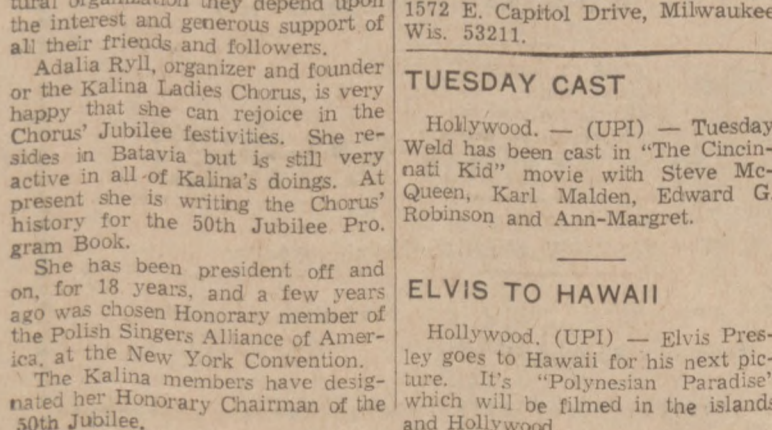 tural organization they depend upon
the interest and generous support of
all their friends and followers.
Adalia Ryll, organizer and founder
or the Kalina Ladies Chorus, is very
happy that she can rejoice in the
Chorus' Jubilee festivities. She re-
sides in Batavia but is still very
active in all of Kalina's doings. At
present she is writing the Chorus'
history for the 50th Jubilee Pro.
gram Book.
She has been president off and
on, for 18 years, and a few years
ago was chosen Honorary member of
the Polish Singers Alliance of Amer-
ica, at the New York Convention.
The Kalina members have desig-
nated her Honorary Chairman of the
50th Jubilee.
1572 E. Capitol Drive, Milwaukee
Wis. 53211.
TUESDAY CAST
Hollywood. — (UPI) — Tuesday
Weld has been cast in "The Cincin-
nati Kid" movie with Steve Mc-
Queen, Karl Malden, Edward G.
Robinson and Ann-Margret.
ELVIS TO HAWAII
Hollywood. (UPI) — Elvis Pres-
ley goes to Hawaii for his next pic-
ture. It's "Polynesian Paradise'
which will be filmed in the islands
and Hollywood